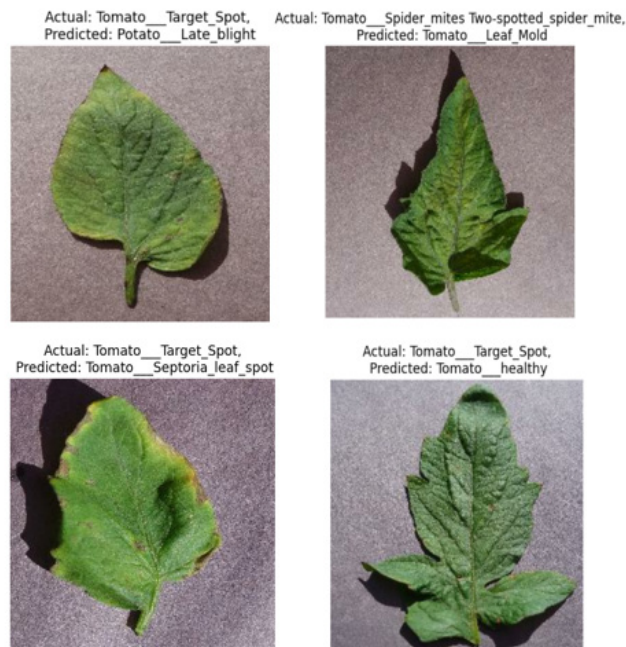 Actual: Tomato___Target_Spot,
Predicted: Potato___Late_blight
Actual: Tomato___Spider_mites Two-spotted_spider_mite,
Predicted: Tomato___Leaf_Mold
Actual: Tomato___Target_Spot,
Predicted: Tomato___Septoria_leaf_spot
Actual: Tomato___Target_Spot,
Predicted: Tomato___healthy